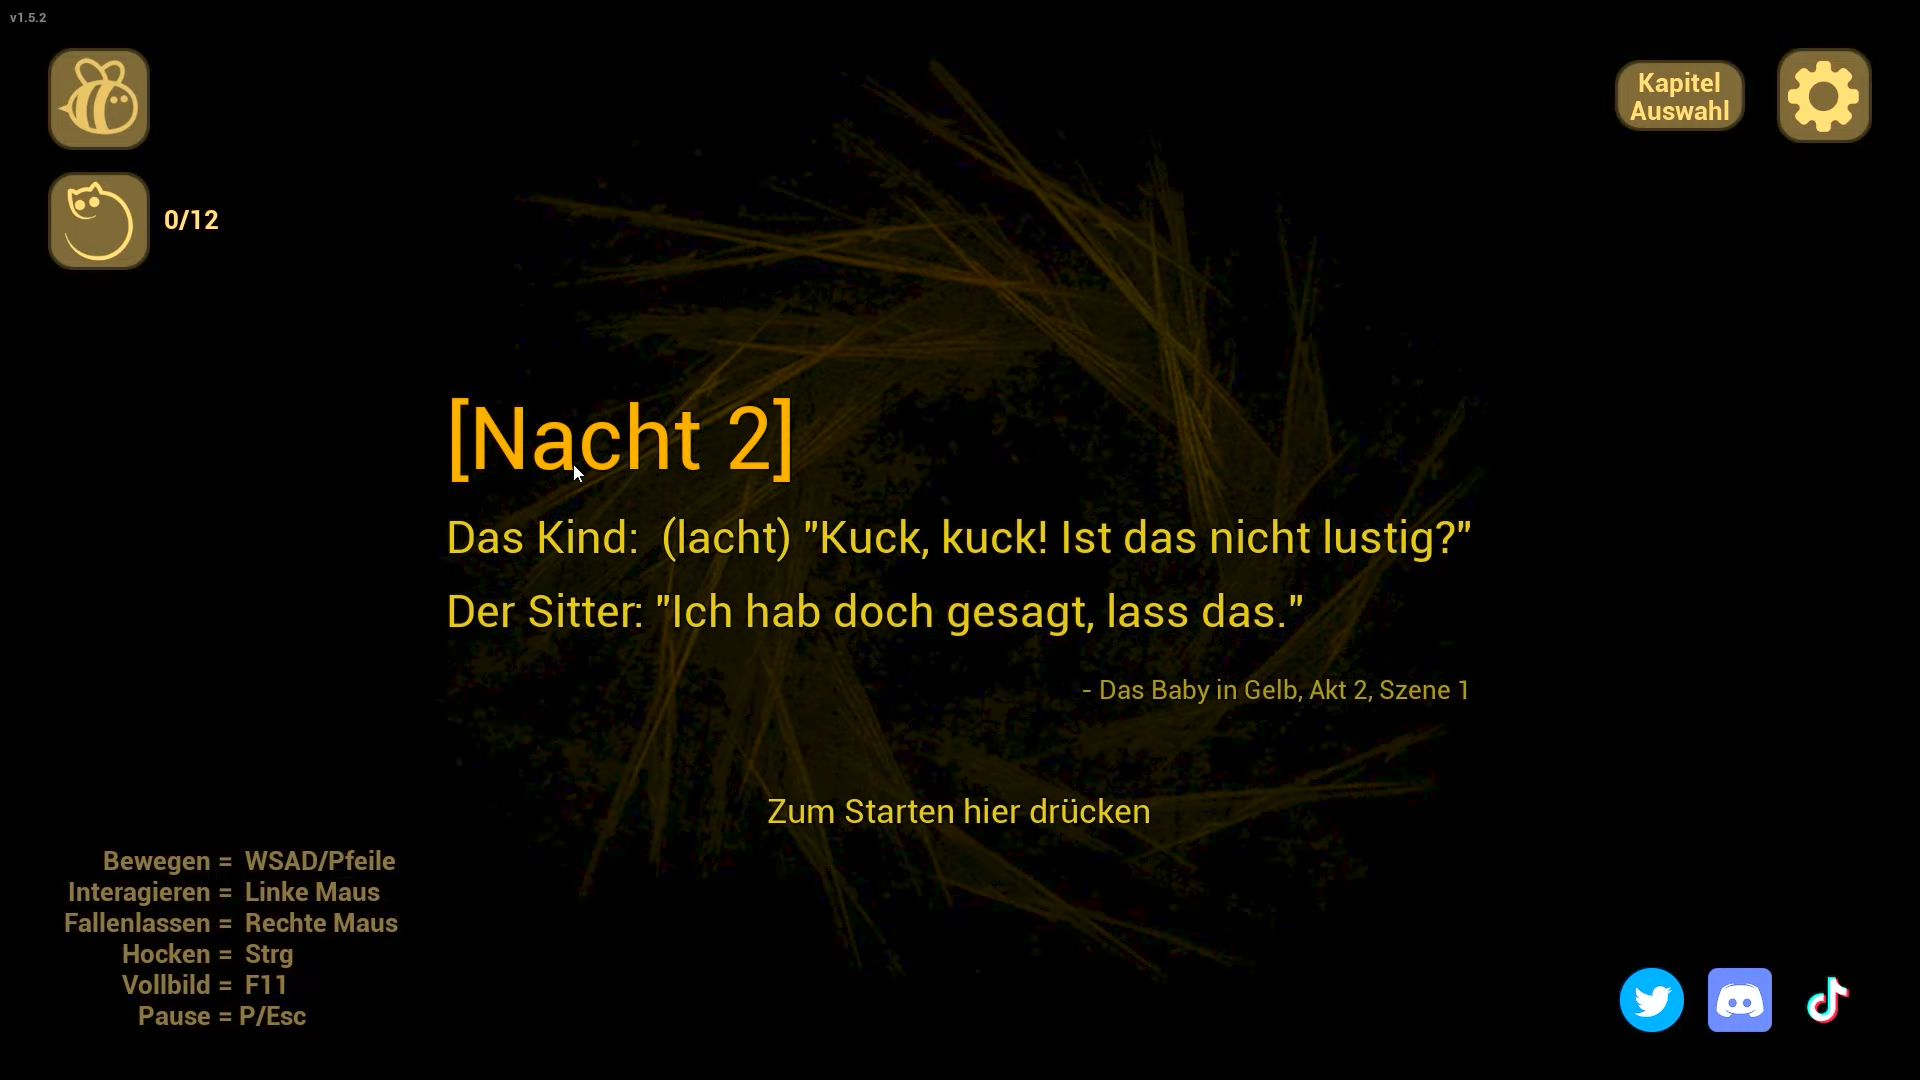 v1.5.2
Kapitel
Auswahl
0/12
[Nacht 2]
Das Kind:  (lacht) "Kuck, kuck! Ist das nicht lustig?"
Der Sitter: "Ich hab doch gesagt, lass das."
- Das Baby in Gelb, Akt 2, Szene 1
Zum Starten hier drücken
Bewegen = WSAD/Pfeile
Interagieren = Linke Maus
Fallenlassen = Rechte Maus
Hocken = Strg
Vollbild = F11
Pause = P/Esc